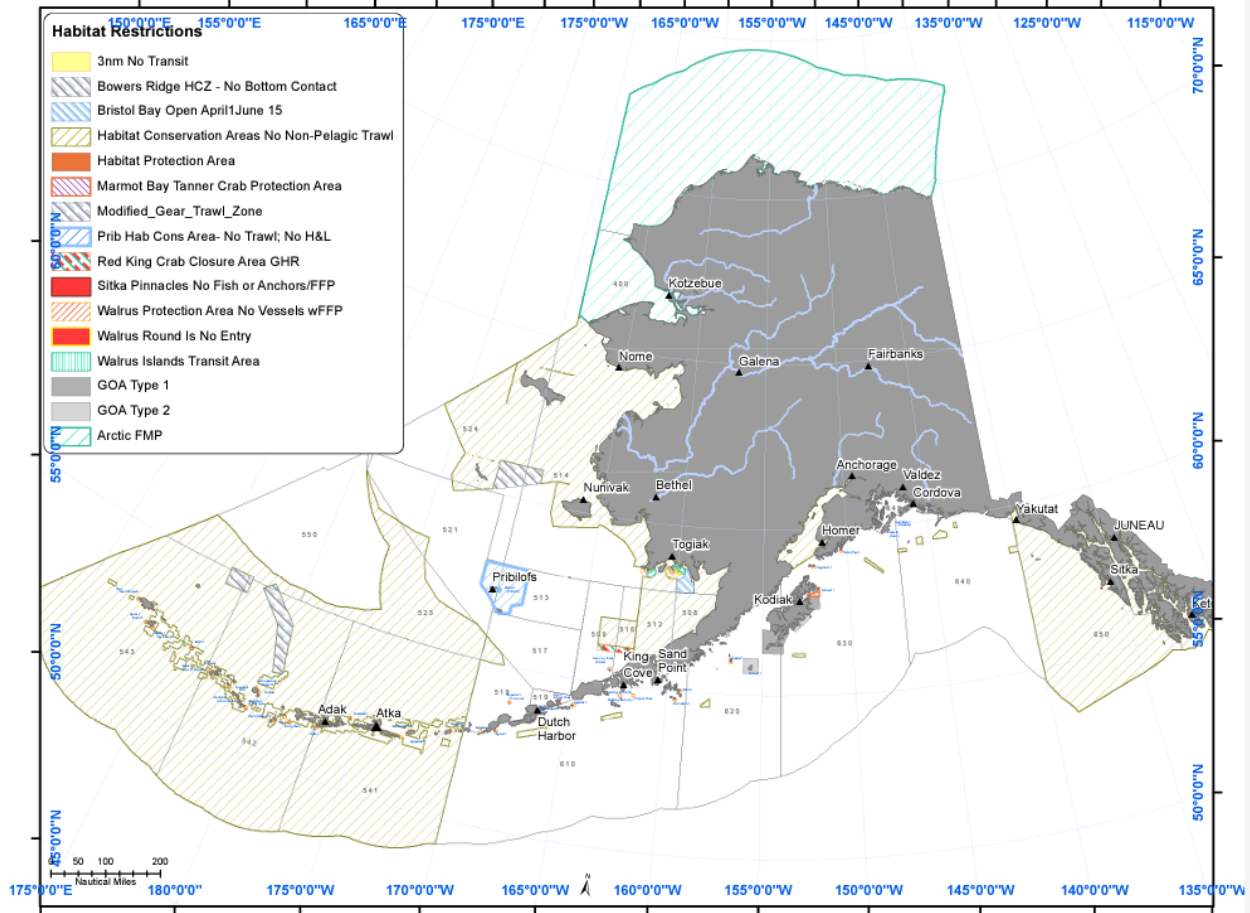 150°0'0"E 155°0'0"E 165°0'0"E 175°0'0"E 175°0'0"W 165°0'0"W 155°0'0"W 145°0'0"W 135°0'0"W 125°0'0"W 115°0'0"W
Habitat Restrictions
3nm No Transit
Bowers Ridge HCZ - No Bottom Contact
Bristol Bay Open April1June 15
Habitat Conservation Areas No Non-Pelagic Trawl
Habitat Protection Area
Marmot Bay Tanner Crab Protection Area
Modified_Gear_Trawl_Zone
Prib Hab Cons Area- No Trawl; No H&L
Red King Crab Closure Area GHR
Sitka Pinnacles No Fish or Anchors/FFP
Walrus Protection Area No Vessels wFFP
Walrus Round Is No Entry
Walrus Islands Transit Area
GOA Type 1
GOA Type 2
Arctic FMP
70°0'0"N
60°0'0"N
65°0'0"N
400
Kotzebue
Nome
Galena
Fairbanks
524
55°0'0"N
60°0'0"N
514
Anchorage
Valdez
Nunivak
Bethel
Cordova
Yakutat
550
521
Homer
JUNEAU
Togiak
Sitka
Pribilofs
640
513
Kodiak
Ket
523
508
512
516
509
55°0'0"N
650
543
50°0'0"N
517
630
King
Cove
Sand
Point
518
519
620
Adak
Atka
Dutch
Harbor
542
610
541
50°0'0"N
45°0'0"N
0 50 100 200
Nautical Miles
N
175°0'0"E 180°0'0" 175°0'0"W 170°0'0"W 165°0'0"W 160°0'0"W 155°0'0"W 150°0'0"W 145°0'0"W 140°0'0"W 135°0'0"W